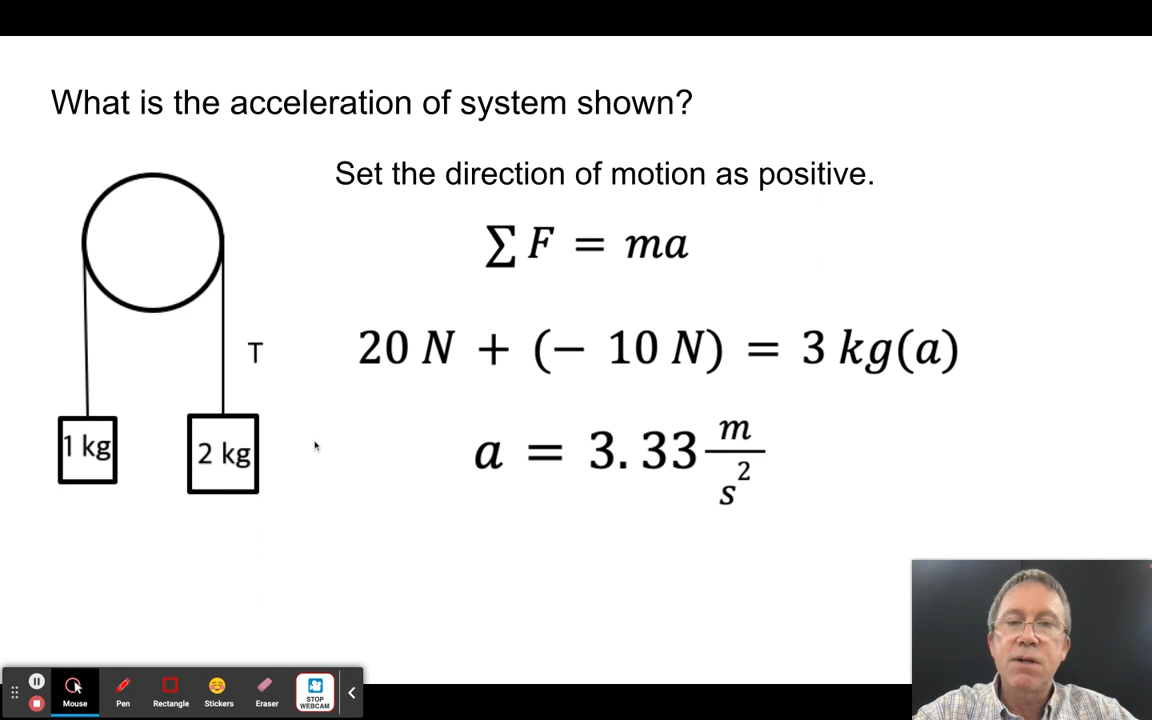 What is the acceleration of system shown?
Set the direction of motion as positive.
∑ F = ma
20 N + (− 10 N) = 3 kg(a)
T
1 kg
2 kg
a = 3.33 m/s²
Mouse
Pen
Rectangle
Stickers
Eraser
STOP
WEBCAM